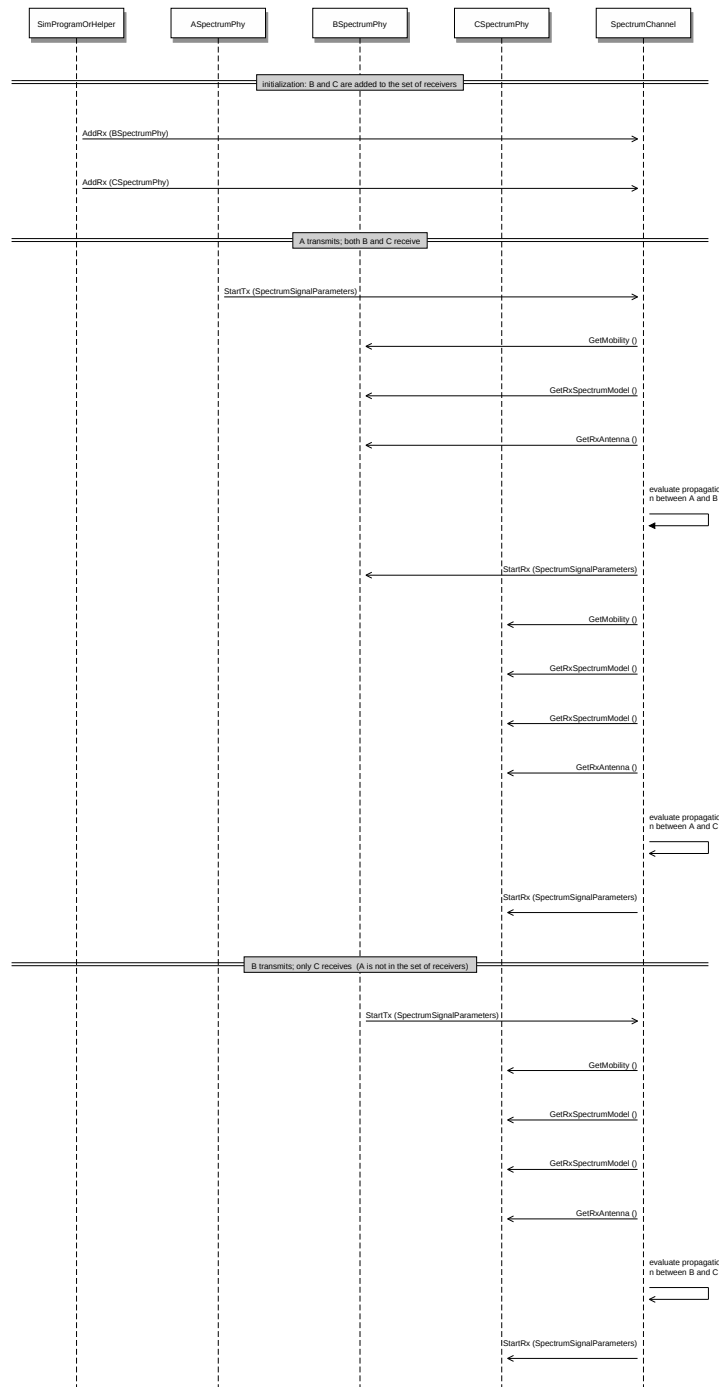 SimProgramOrHelper
ASpectrumPhy
BSpectrumPhy
CSpectrumPhy
SpectrumChannel
initialization: B and C are added to the set of receivers
AddRx (BSpectrumPhy)
AddRx (CSpectrumPhy)
A transmits; both B and C receive
StartTx (SpectrumSignalParameters)
GetMobility ()
GetRxSpectrumModel ()
GetRxAntenna ()
evaluate propagatio
n between A and B
StartRx (SpectrumSignalParameters)
GetMobility ()
GetRxSpectrumModel ()
GetRxSpectrumModel ()
GetRxAntenna ()
evaluate propagatio
n between A and C
StartRx (SpectrumSignalParameters)
B transmits; only C receives (A is not in the set of receivers)
StartTx (SpectrumSignalParameters)
GetMobility ()
GetRxSpectrumModel ()
GetRxSpectrumModel ()
GetRxAntenna ()
evaluate propagatio
n between B and C
StartRx (SpectrumSignalParameters)